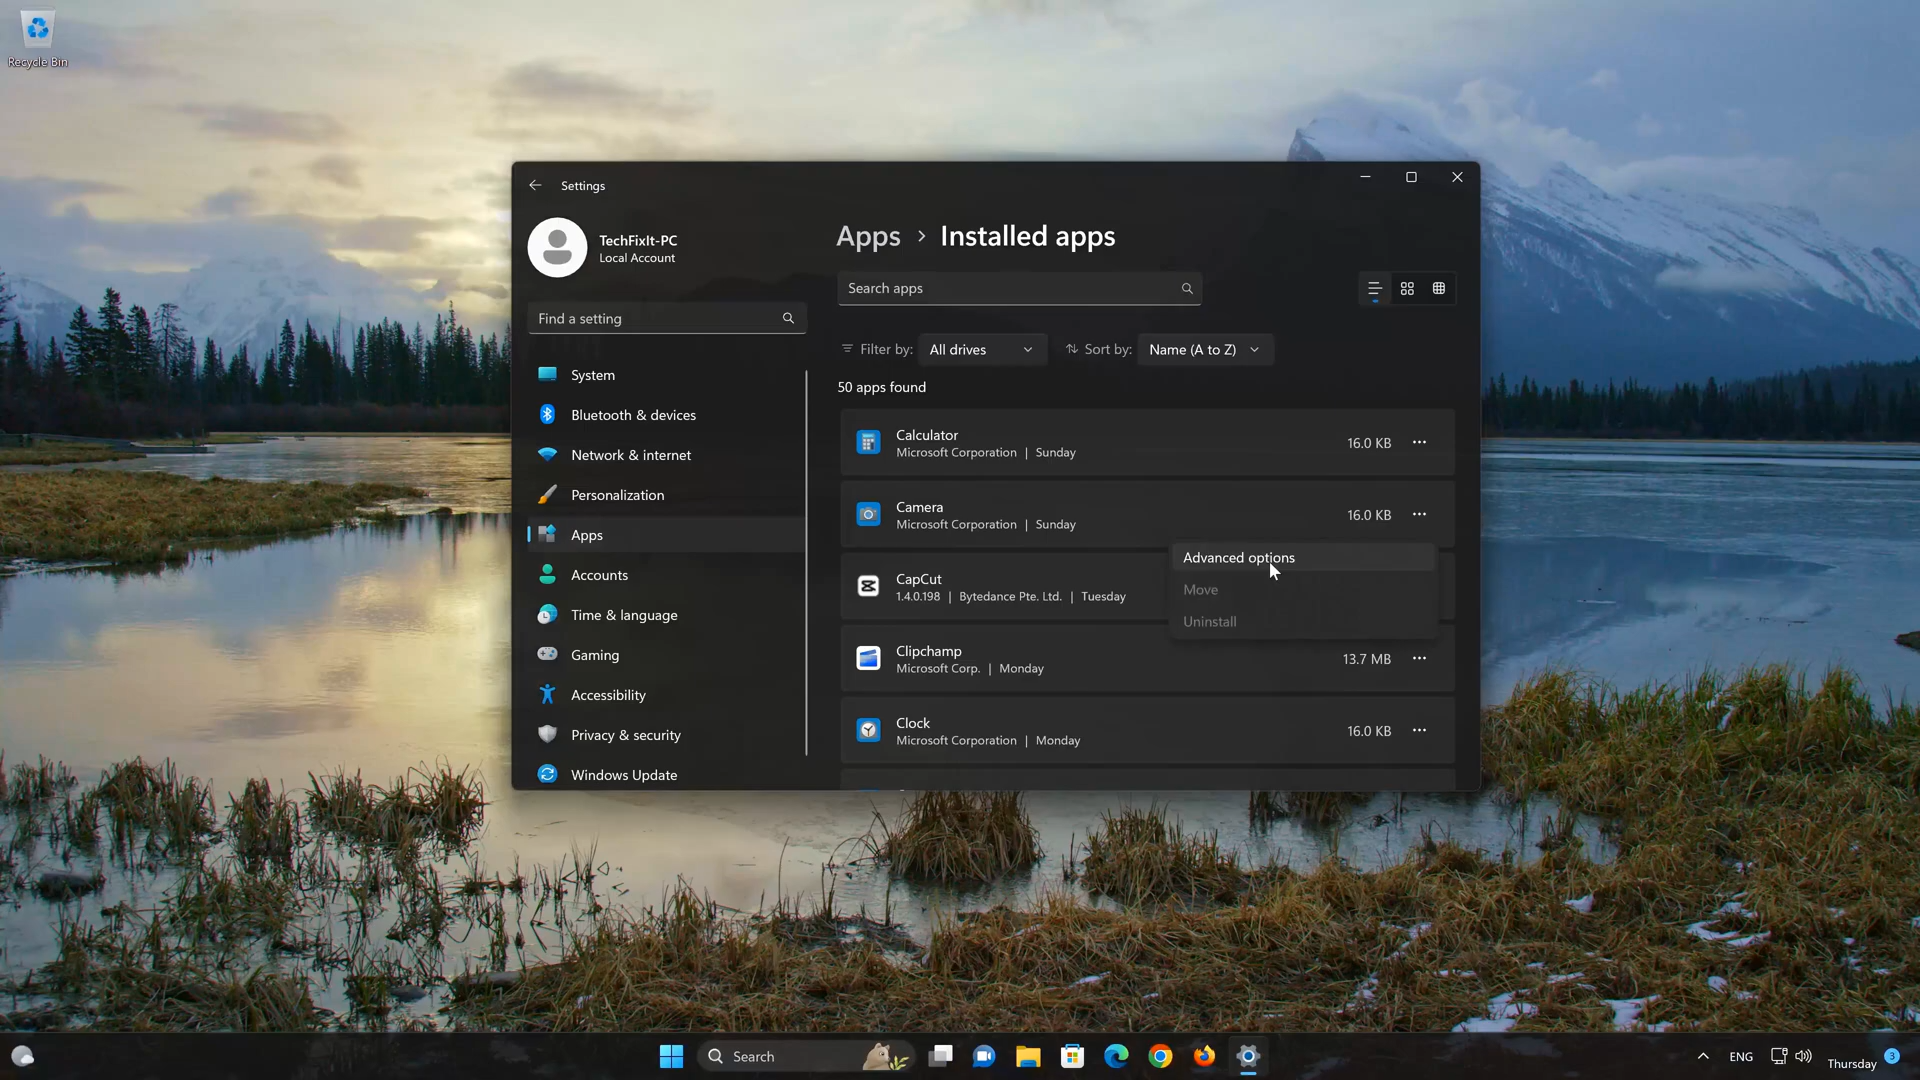 Recycle Bin
Settings
TechFixIt-PC
Local Account
Find a setting
System
Bluetooth & devices
Network & internet
Personalization
Apps
Accounts
Time & language
Gaming
Accessibility
Privacy & security
Windows Update
Apps › Installed apps
Search apps
Filter by: All drives Sort by: Name (A to Z)
50 apps found
Calculator
Microsoft Corporation | Sunday
16.0 KB
Camera
Microsoft Corporation | Sunday
16.0 KB
Advanced options
Move
Uninstall
CapCut
1.4.0.198 | Bytedance Pte. Ltd. | Tuesday
Clipchamp
Microsoft Corp. | Monday
13.7 MB
Clock
Microsoft Corporation | Monday
16.0 KB
Search
ENG
Thursday
3